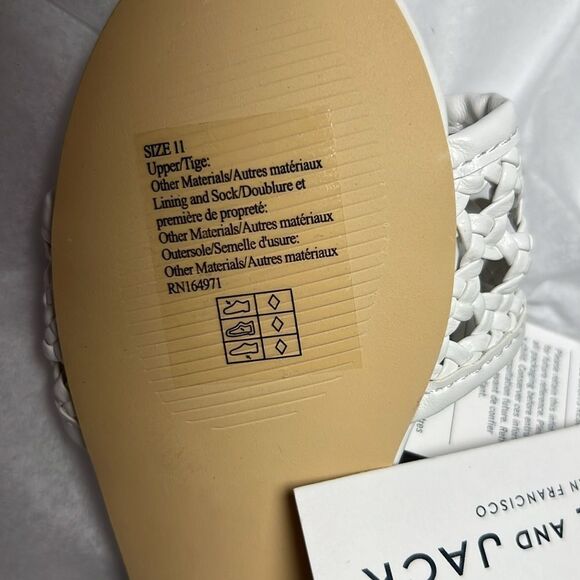 SIZE 11
Upper/Tige:
Other Materials/Autres matériaux
Lining and Sock/Doublure et
première de propreté:
Other Materials/Autres matériaux
Outersole/Semelle d'usure:
Other Materials/Autres matériaux
RN164971
AND JACK
FRANCISCO